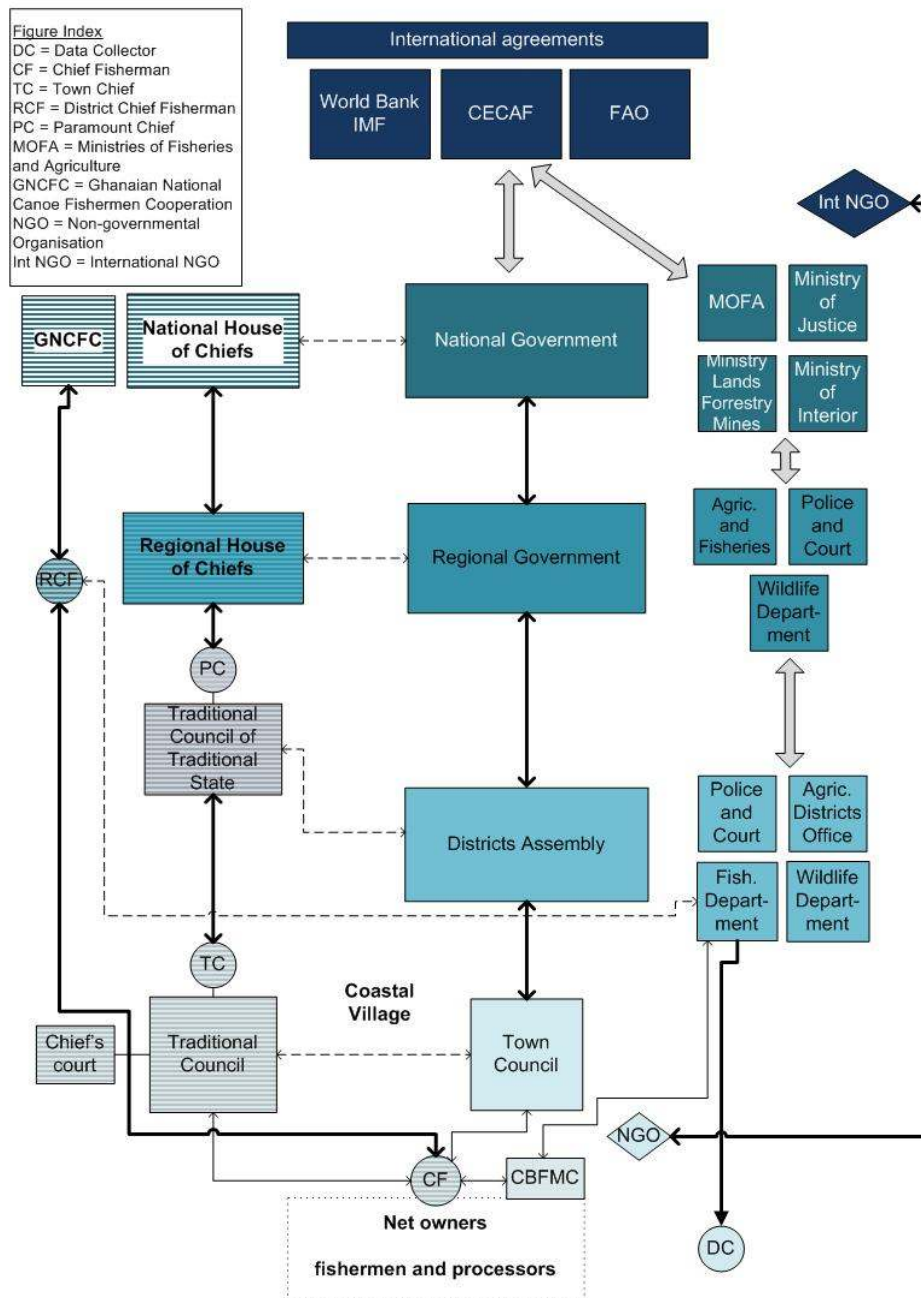 Figure Index
DC = Data Collector
CF = Chief Fisherman
TC = Town Chief
RCF = District Chief Fisherman
PC = Paramount Chief
MOFA = Ministries of Fisheries
and Agriculture
GNCFC = Ghanaian National
Canoe Fishermen Cooperation
NGO = Non-governmental
Organisation
Int NGO = International NGO
International agreements
World Bank
IMF
CECAF
FAO
Int NGO
GNCFC
National House
of Chiefs
National Government
MOFA
Ministry
of
Justice
Ministry
Lands
Forrestry
Mines
Ministry
of
Interior
RCF
Regional House
of Chiefs
Regional Government
Agric.
and
Fisheries
Police
and
Court
Wildlife
Depart-
ment
PC
Traditional
Council of
Traditional
State
Districts Assembly
Police
and
Court
Agric.
Districts
Office
Fish.
Depart-
ment
Wildlife
Depart-
ment
TC
Coastal
Village
Chief's
court
Traditional
Council
Town
Council
NGO
CF
CBFMC
Net owners
fishermen and processors
DC